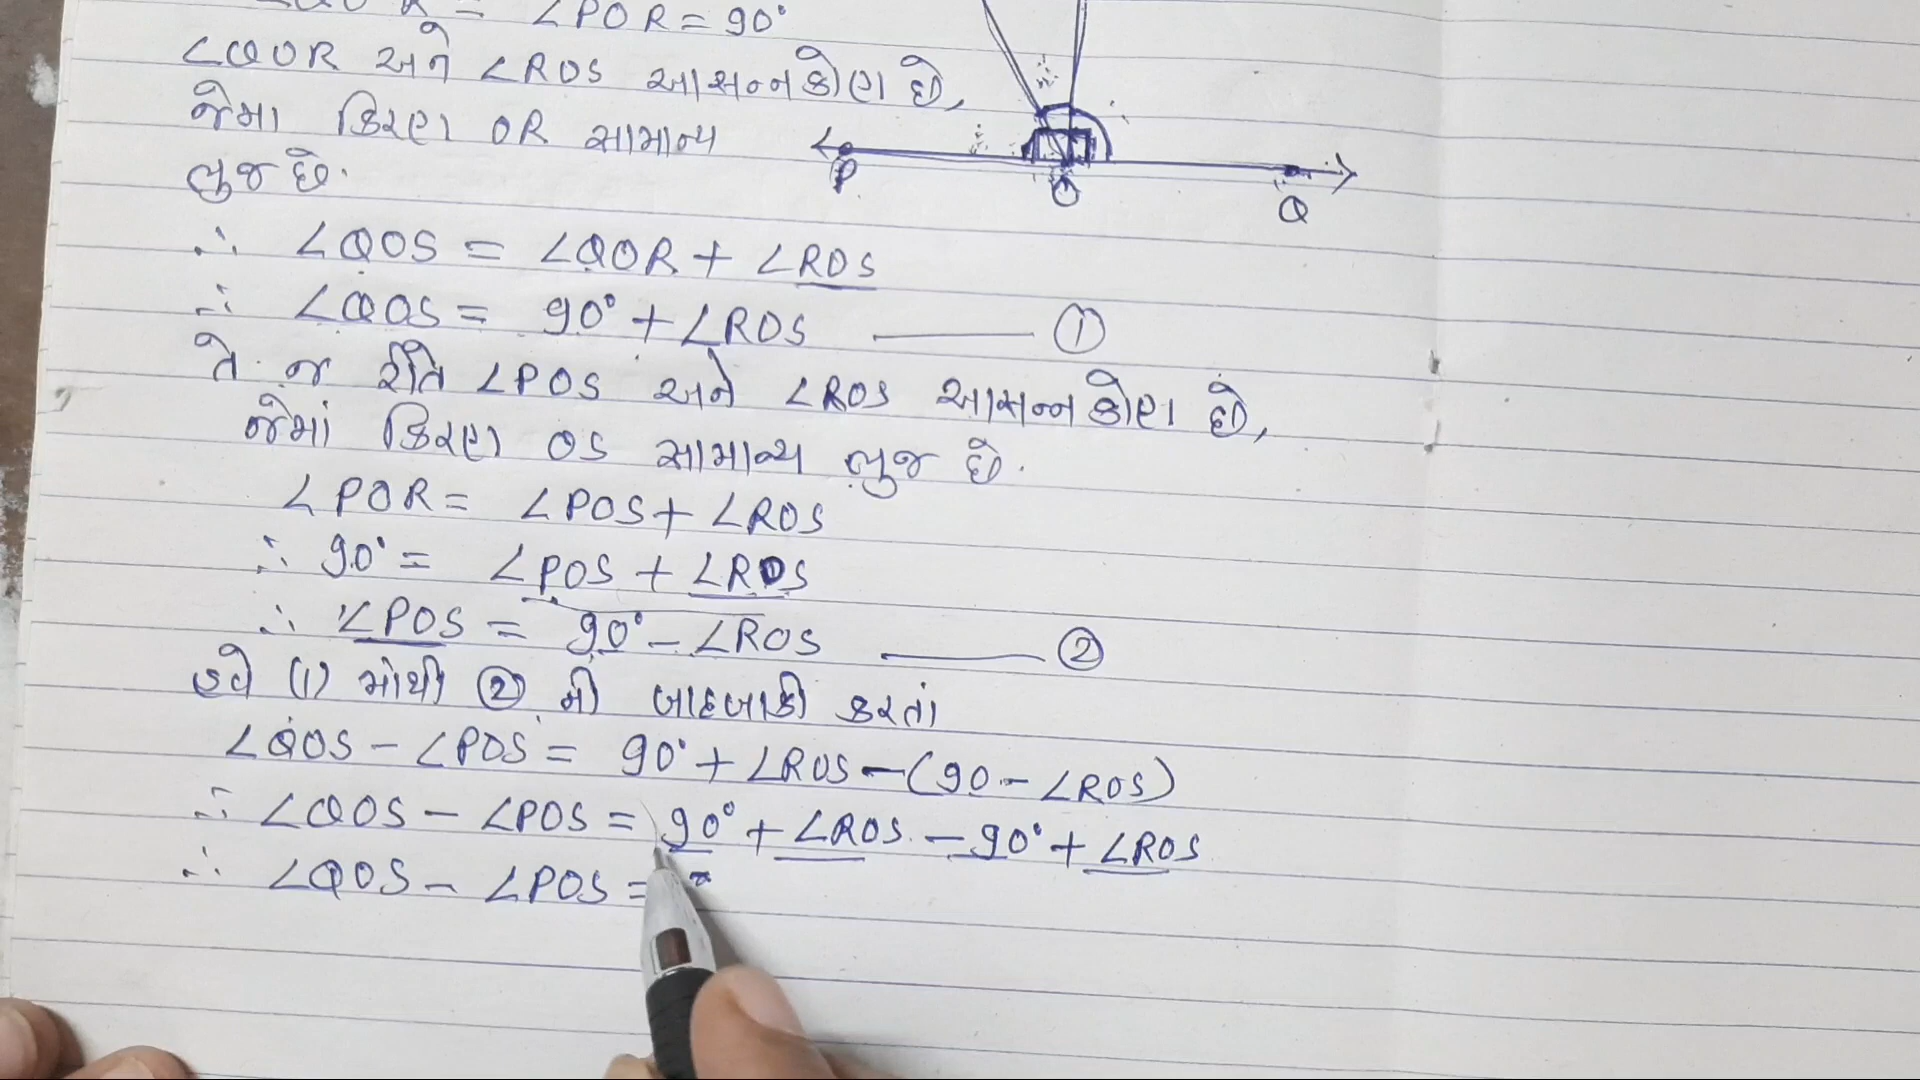 ∠POR = 90°
∠QOR અને ∠ROS આસન્નકોણ છે,
જેમા કિરણ OR સામાન્ય
ભુજ છે.
P O Q
∴ ∠QOS = ∠QOR + ∠ROS
∴ ∠QOS = 90° + ∠ROS ——— ①
તે જ રીતે ∠POS અને ∠ROS આસન્નકોણ છે,
જેમાં કિરણ OS સામાન્ય ભુજ છે.
∠POR = ∠POS + ∠ROS
∴ 90° = ∠POS + ∠ROS
∴ ∠POS = 90° - ∠ROS ——— ②
હવે (1) માંથી ② ની બાદબાકી કરતાં
∠QOS - ∠POS = 90° + ∠ROS - (90 - ∠ROS)
∴ ∠QOS - ∠POS = 90° + ∠ROS - 90° + ∠ROS
∴ ∠QOS - ∠POS =